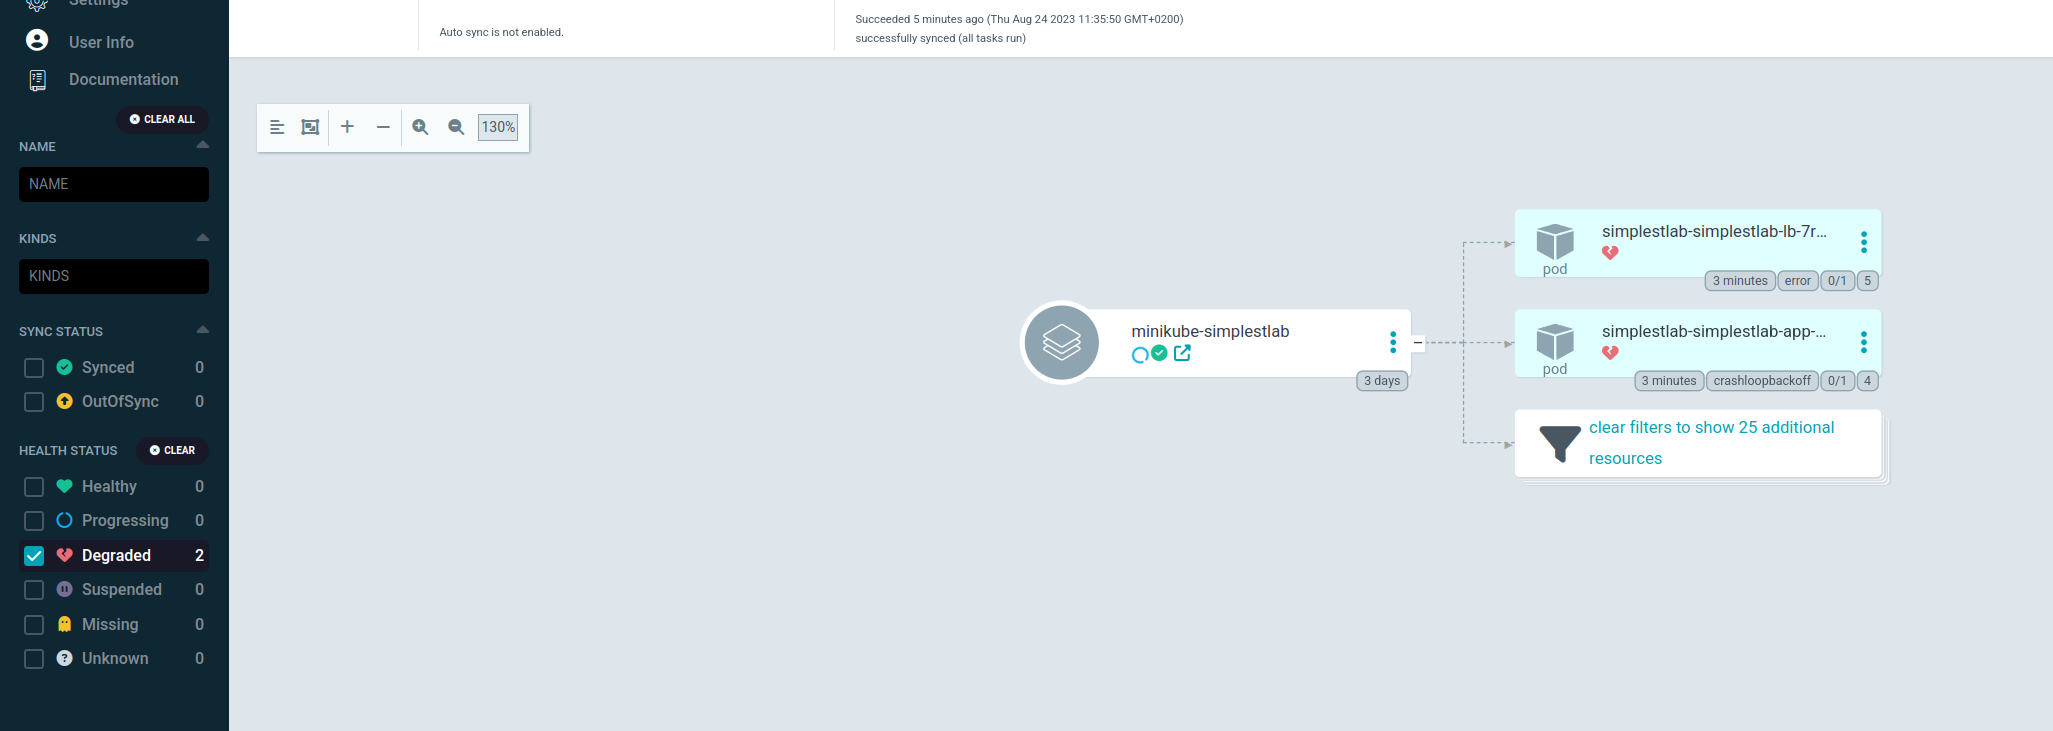 Settings
User Info
Documentation
CLEAR ALL
NAME
NAME
KINDS
KINDS
SYNC STATUS
Synced 0
OutOfSync 0
HEALTH STATUS CLEAR
Healthy 0
Progressing 0
Degraded 2
Suspended 0
Missing 0
Unknown 0
Auto sync is not enabled.
Succeeded 5 minutes ago (Thu Aug 24 2023 11:35:50 GMT+0200)
successfully synced (all tasks run)
130%
minikube-simplestlab
3 days
simplestlab-simplestlab-lb-7r...
pod
3 minutes error 0/1 5
simplestlab-simplestlab-app-...
pod
3 minutes crashloopbackoff 0/1 4
clear filters to show 25 additional
resources